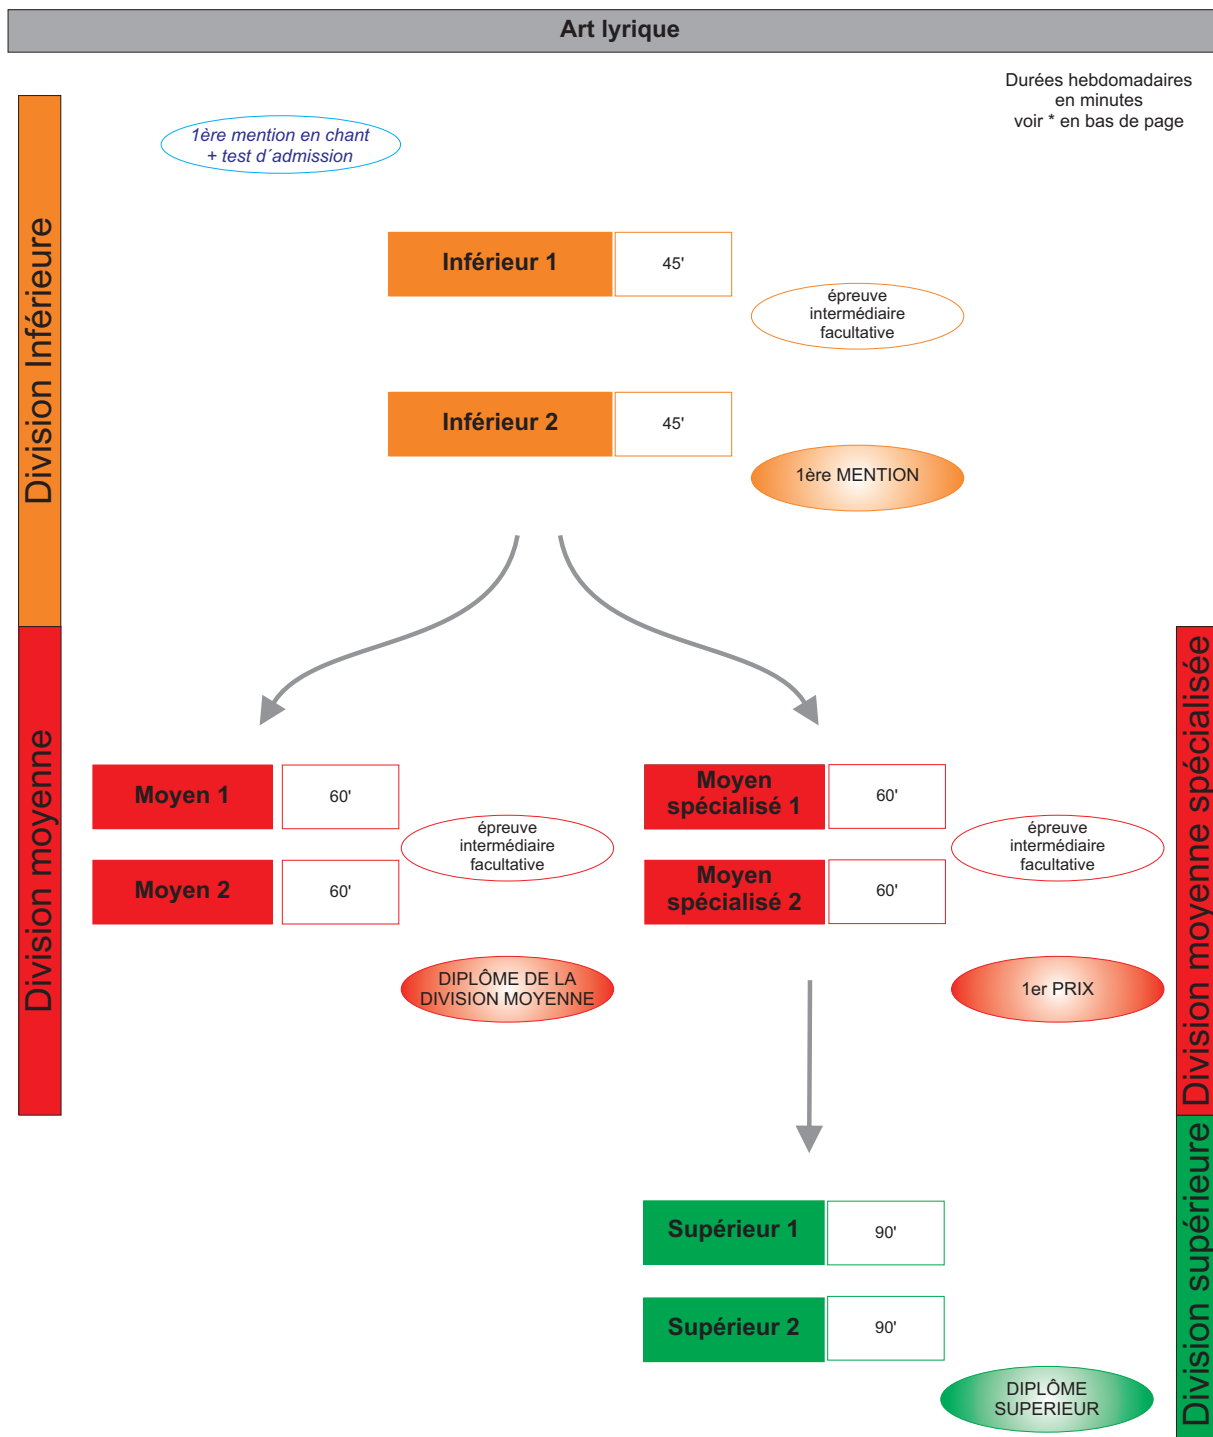 Art lyrique
Durées hebdomadaires
en minutes
voir * en bas de page
Division Inférieure
1ère mention en chant
+ test d´admission
Inférieur 1
45'
épreuve
intermédiaire
facultative
Inférieur 2
45'
1ère MENTION
Division moyenne
Moyen 1
60'
épreuve
intermédiaire
facultative
Moyen 2
60'
DIPLÔME DE LA
DIVISION MOYENNE
Division moyenne spécialisée
Moyen
spécialisé 1
60'
épreuve
intermédiaire
facultative
Moyen
spécialisé 2
60'
1er PRIX
Division supérieure
Supérieur 1
90'
Supérieur 2
90'
DIPLÔME
SUPERIEUR